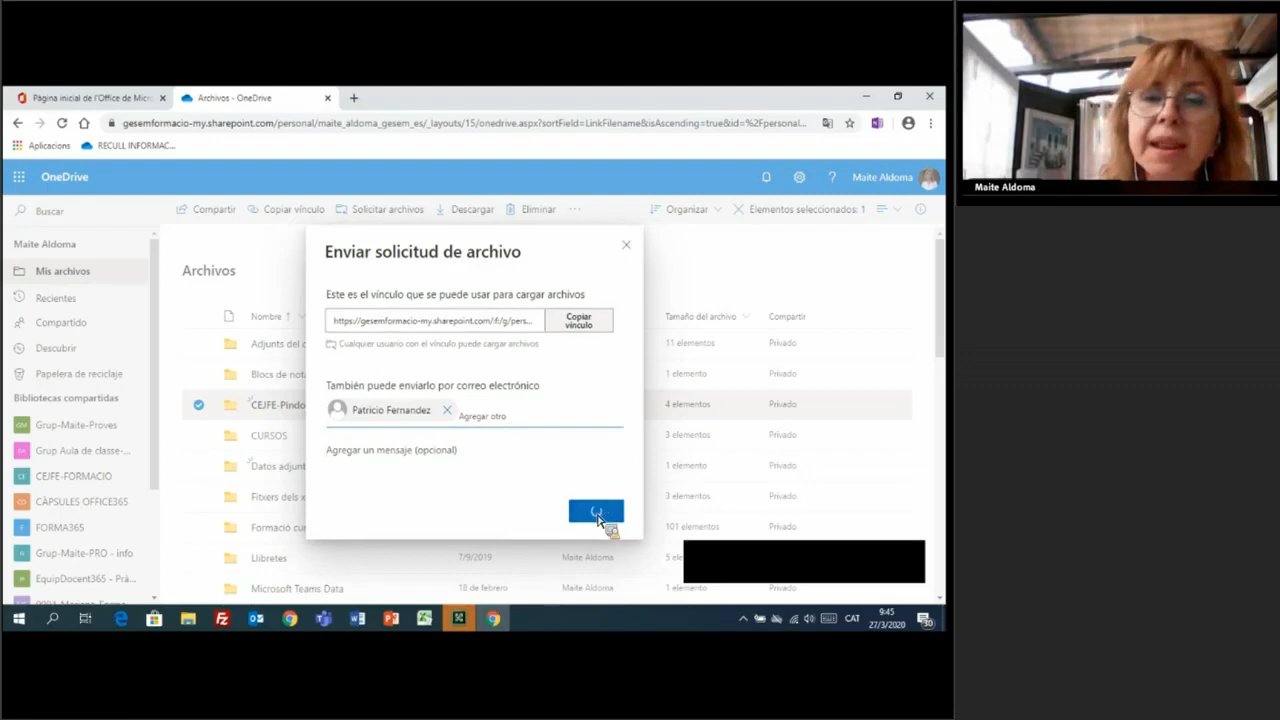 Página inicial de l'Office de Micr
Archivos - OneDrive
gesemformacio-my.sharepoint.com/personal/maite_aldoma_gesem_es/_layouts/15/onedrive.aspx?sortField=LinkFilename&isAscending=true&id=%2Fpersonal...
Aplicacions
RECULL INFORMAC...
OneDrive
Maite Aldoma
Buscar
Compartir
Copiar vínculo
Solicitar archivos
Descargar
Eliminar
Organizar
Elementos seleccionados: 1
Maite Aldoma
Mis archivos
Recientes
Compartido
Descubrir
Papelera de reciclaje
Bibliotecas compartidas
Grup-Maite-Proves
Grup Aula de classe-...
CEJFE-FORMACIO
CÀPSULES OFFICE365
FORMA365
Grup-Maite-PRO - info
EquipDocent365 - Prà...
Archivos
Nombre
Tamaño del archivo
Compartir
Adjunts del c
11 elementos
Privado
Blocs de nota
1 elemento
Privado
CEJFE-Pindo
4 elementos
Privado
CURSOS
3 elementos
Privado
Datos adjunt
1 elemento
Privado
Fitxers dels x
3 elementos
Privado
Formació cur
101 elementos
Privado
Llibretes
7/9/2019
Maite Aldoma
5 ele
Microsoft Teams Data
18 de febrero
Maite Aldoma
1 elemento
Privado
Enviar solicitud de archivo
Este es el vínculo que se puede usar para cargar archivos
https://gesemformacio-my.sharepoint.com/:f:/g/pers...
Copiar
vínculo
Cualquier usuario con el vínculo puede cargar archivos
También puede enviarlo por correo electrónico
Patricio Fernandez
Agregar otro
Agregar un mensaje (opcional)
CAT
9:45
27/3/2020
30
Maite Aldoma